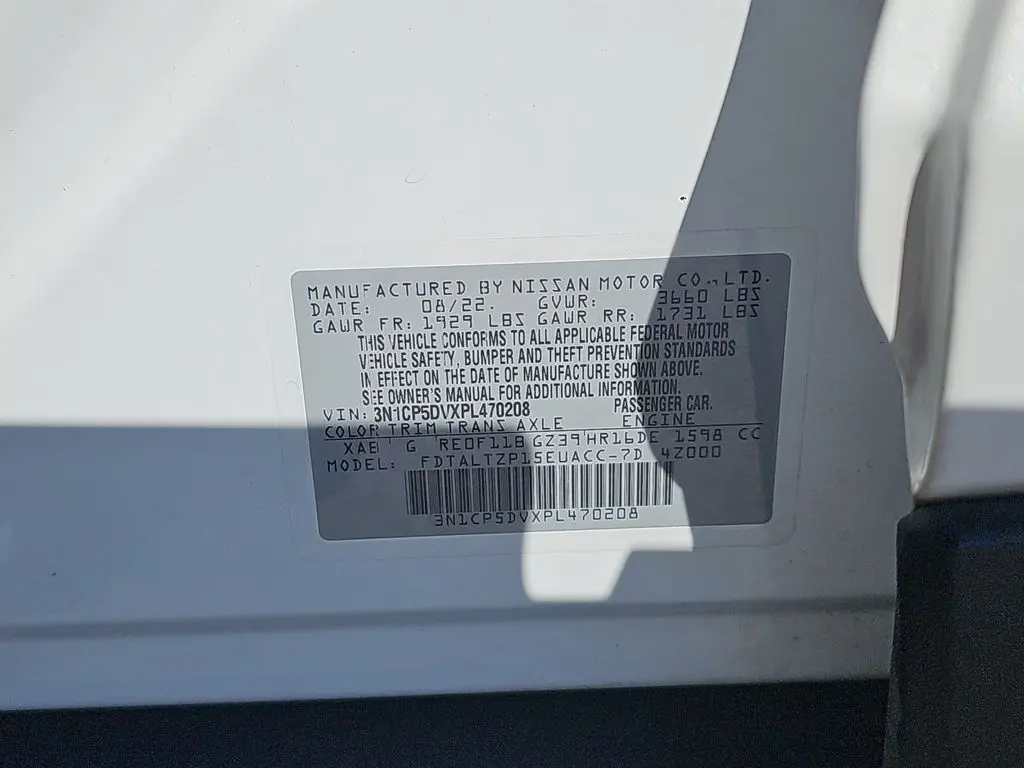 MANUFACTURED BY NISSAN MOTOR CO.,LTD.
DATE: 08/22. GVWR: 3660 LBS
GAWR FR: 1929 LBS GAWR RR: 1731 LBS
THIS VEHICLE CONFORMS TO ALL APPLICABLE FEDERAL MOTOR
VEHICLE SAFETY, BUMPER AND THEFT PREVENTION STANDARDS
IN EFFECT ON THE DATE OF MANUFACTURE SHOWN ABOVE.
SEE OWNER'S MANUAL FOR ADDITIONAL INFORMATION.
VIN: 3N1CP5DVXPL470208 PASSENGER CAR.
COLOR TRIM TRANS AXLE ENGINE
XAB G RE0F11B GZ39 HR16DE 1598 CC
MODEL: FDTALTZP15EUACC-7D 4Z000
3N1CP5DVXPL470208